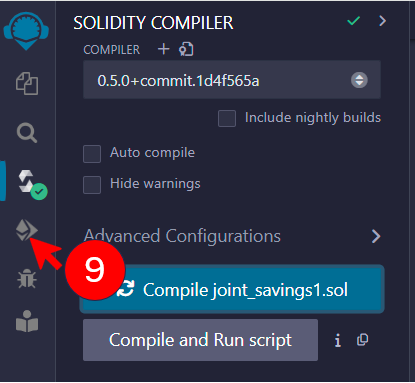 SOLIDITY COMPILER
COMPILER
0.5.0+commit.1d4f565a
Include nightly builds
Auto compile
Hide warnings
Advanced Configurations
9
Compile joint_savings1.sol
Compile and Run script
i